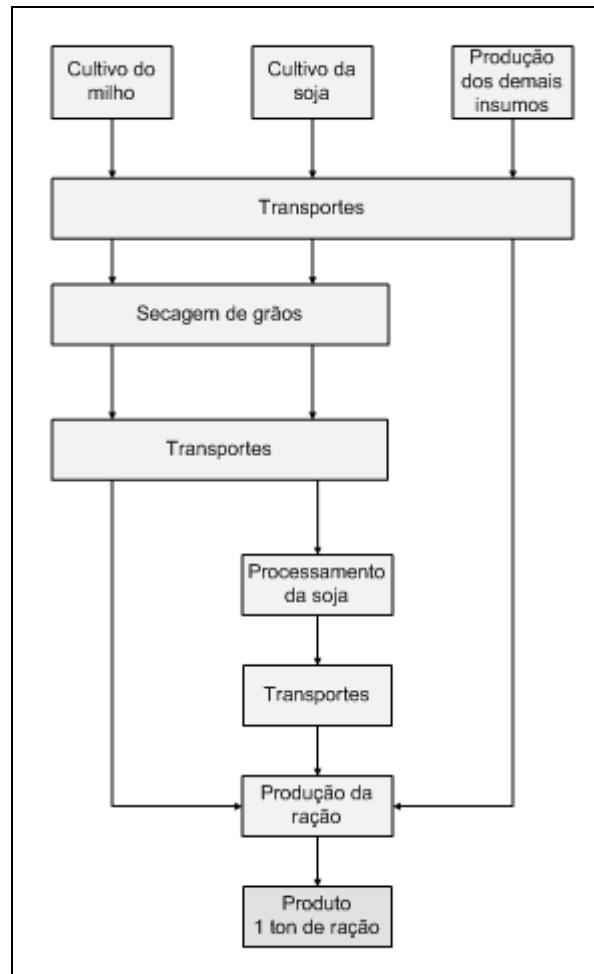 Cultivo do
milho
Cultivo da
soja
Produção
dos demais
insumos
Transportes
Secagem de grãos
Transportes
Processamento
da soja
Transportes
Produção da
ração
Produto
1 ton de ração